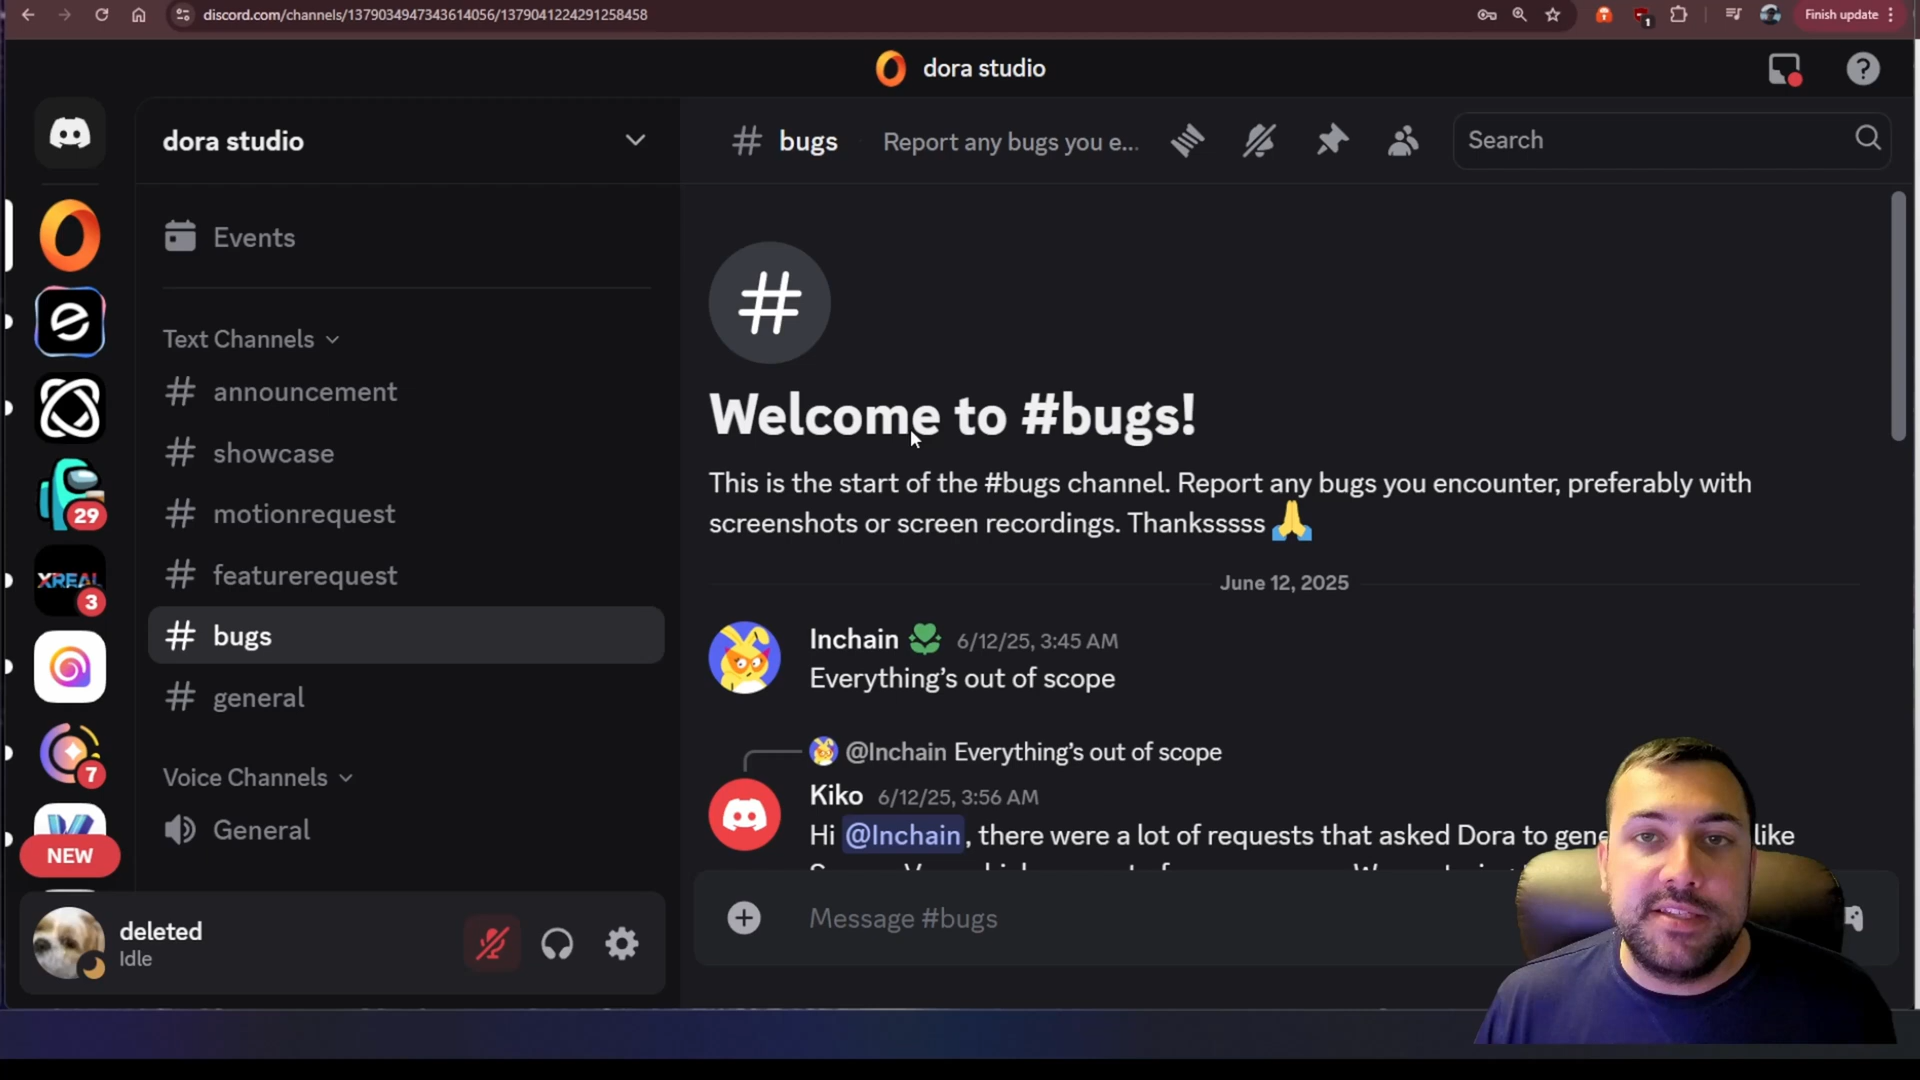 discord.com/channels/1379034947343614056/1379041224291258458
1
Finish update
dora studio
dora studio
bugs
Report any bugs you e...
Search
Events
Text Channels
announcement
showcase
motionrequest
featurerequest
bugs
general
Voice Channels
General
29
XREAL
3
7
NEW
deleted
Idle
Welcome to #bugs!
This is the start of the #bugs channel. Report any bugs you encounter, preferably with
screenshots or screen recordings. Thanksssss 🙏
June 12, 2025
Inchain 6/12/25, 3:45 AM
Everything's out of scope
@Inchain Everything's out of scope
Kiko 6/12/25, 3:56 AM
Hi @Inchain, there were a lot of requests that asked Dora to like
Message #bugs